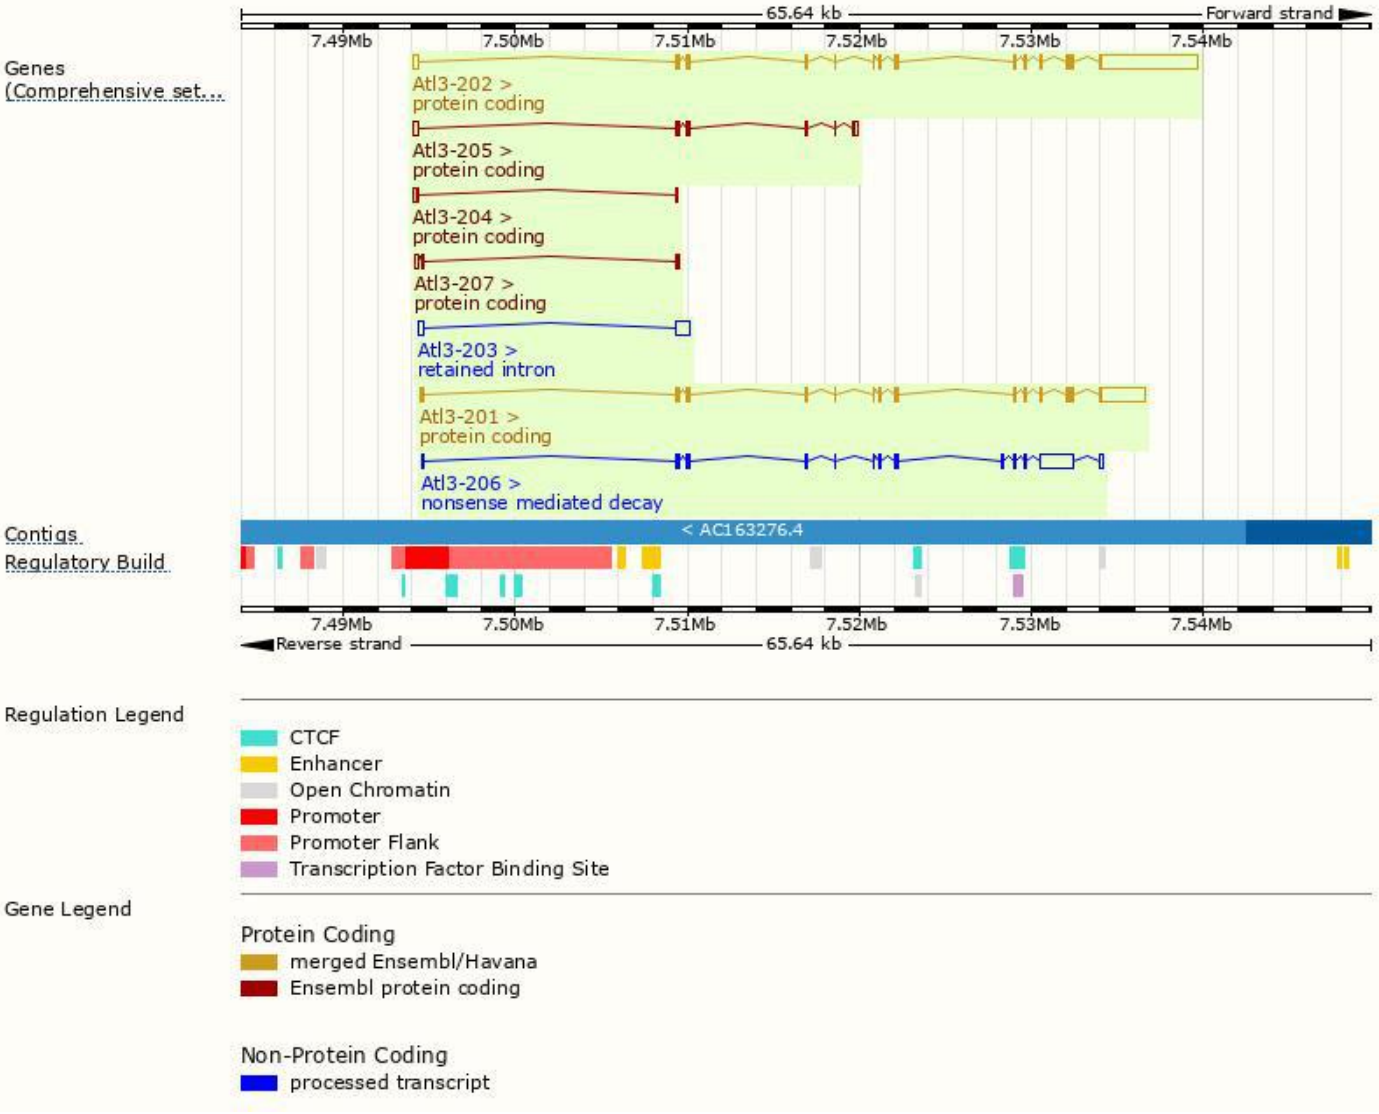 65.64 kb Forward strand
7.49Mb 7.50Mb 7.51Mb 7.52Mb 7.53Mb 7.54Mb
Genes
(Comprehensive set...
Atl3-202 >
protein coding
Atl3-205 >
protein coding
Atl3-204 >
protein coding
Atl3-207 >
protein coding
Atl3-203 >
retained intron
Atl3-201 >
protein coding
Atl3-206 >
nonsense mediated decay
Contigs < AC163276.4
Regulatory Build
7.49Mb 7.50Mb 7.51Mb 7.52Mb 7.53Mb 7.54Mb
Reverse strand 65.64 kb
Regulation Legend
CTCF
Enhancer
Open Chromatin
Promoter
Promoter Flank
Transcription Factor Binding Site
Gene Legend
Protein Coding
merged Ensembl/Havana
Ensembl protein coding
Non-Protein Coding
processed transcript